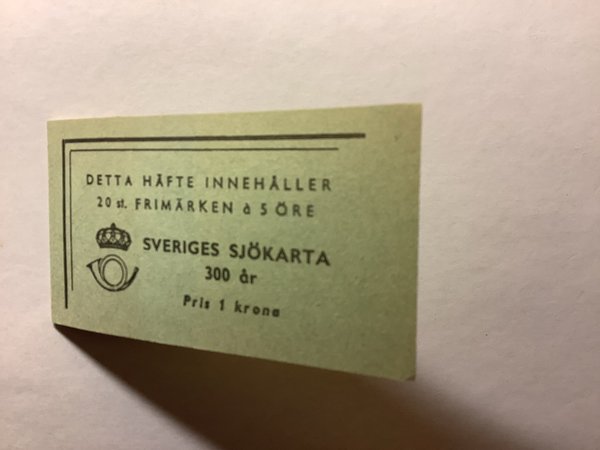 DETTA HÄFTE INNEHÅLLER
20 st. FRIMÄRKEN à 5 ÖRE
SVERIGES SJÖKARTA
300 år
Pris 1 krona